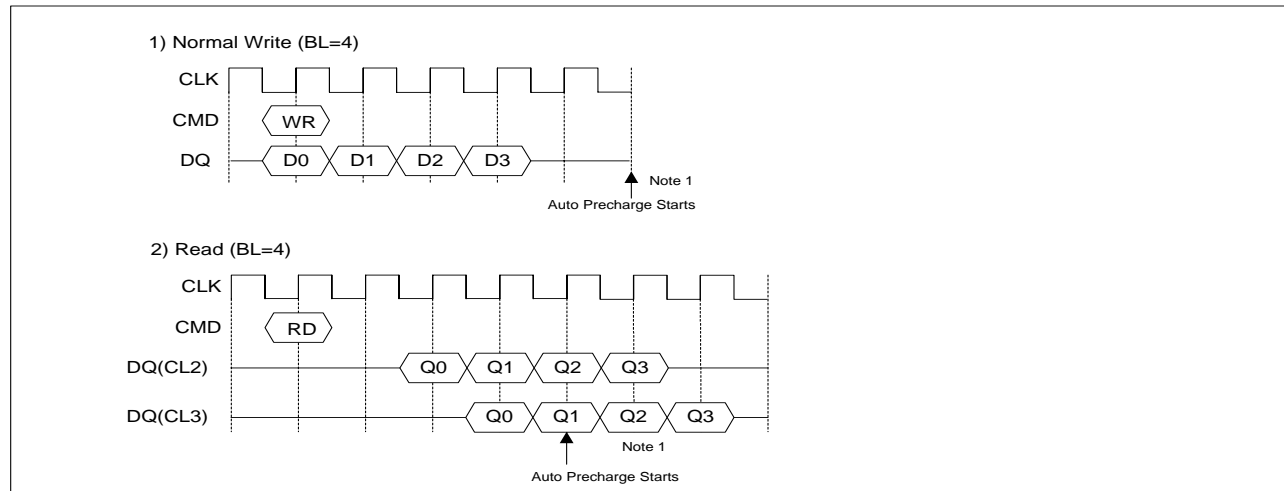 1) Normal Write (BL=4)
CLK
CMD WR
DQ D0 D1 D2 D3
Note 1
Auto Precharge Starts
2) Read (BL=4)
CLK
CMD RD
DQ(CL2) Q0 Q1 Q2 Q3
DQ(CL3) Q0 Q1 Q2 Q3
Note 1
Auto Precharge Starts